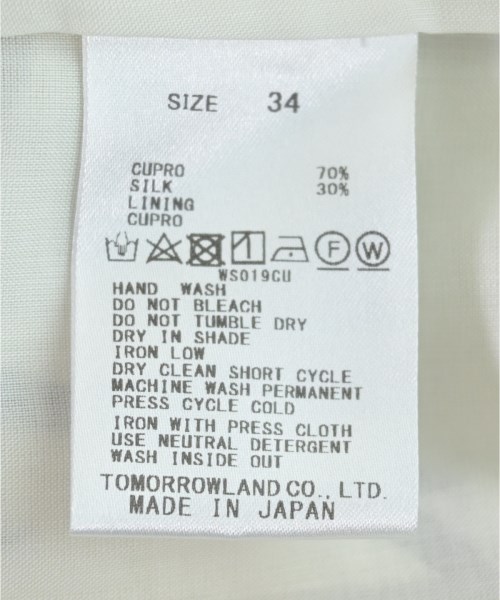 SIZE 34
CUPRO 70%
SILK 30%
LINING
CUPRO
F W
WS019CU
HAND WASH
DO NOT BLEACH
DO NOT TUMBLE DRY
DRY IN SHADE
IRON LOW
DRY CLEAN SHORT CYCLE
MACHINE WASH PERMANENT
PRESS CYCLE COLD
IRON WITH PRESS CLOTH
USE NEUTRAL DETERGENT
WASH INSIDE OUT
TOMORROWLAND CO., LTD.
MADE IN JAPAN